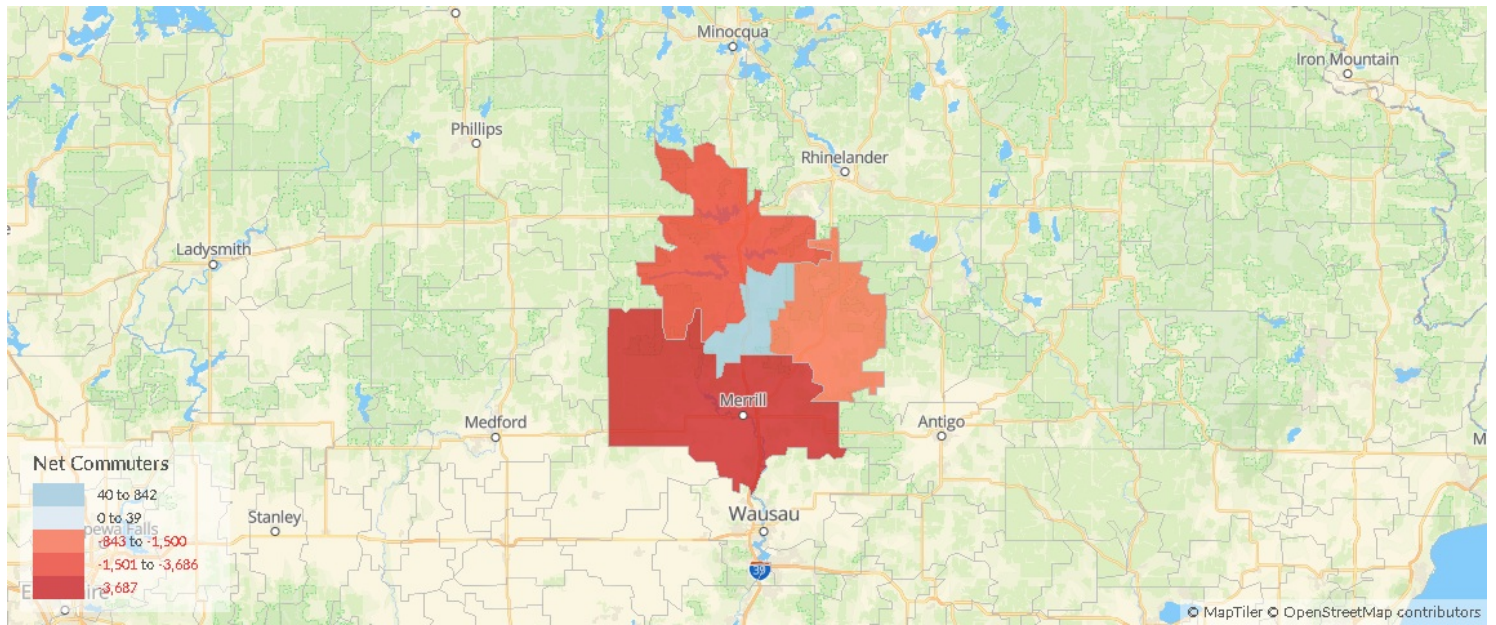 Minocqua
Iron Mountain
Phillips
Rhinelander
Ladysmith
Merrill
Medford
Antigo
Net Commuters
40 to 842
0 to 39
-843 to -1,500
-1,501 to -3,686
-3,687
Stanley
Wausau
39
© MapTiler © OpenStreetMap contributors